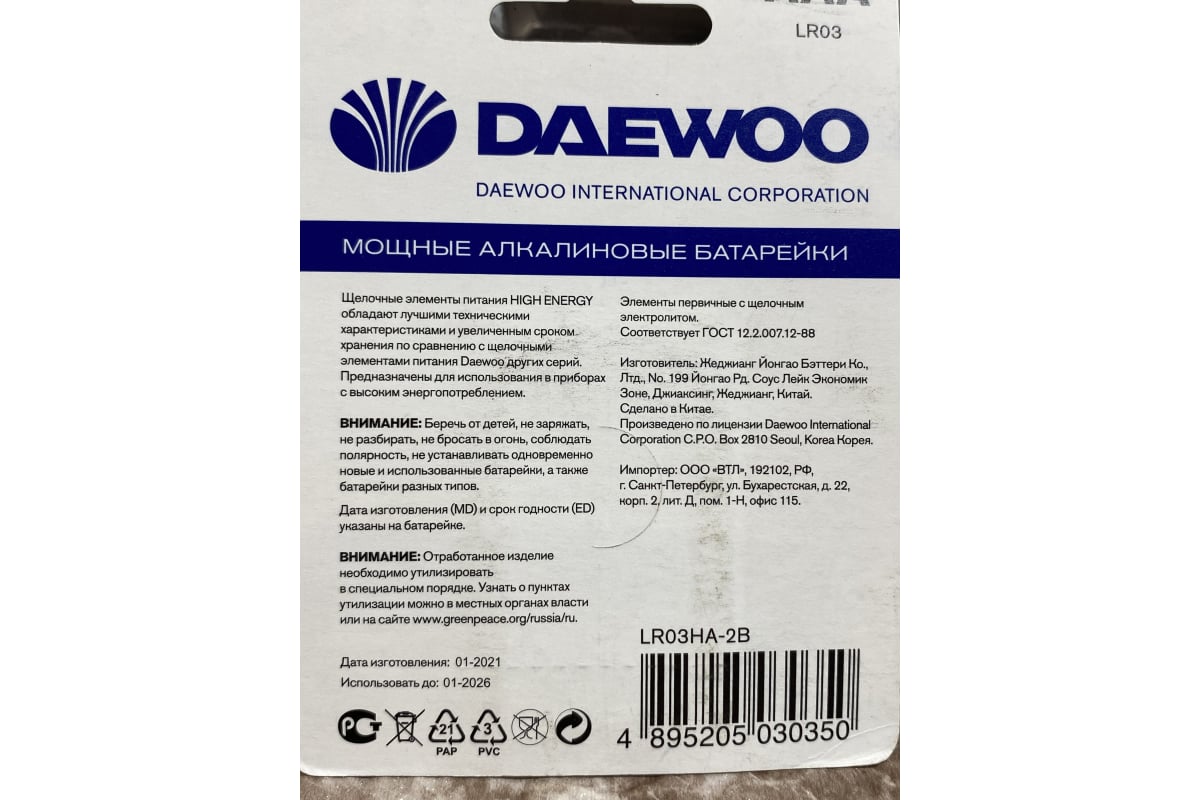 LR03
DAEWOO
DAEWOO INTERNATIONAL CORPORATION
МОЩНЫЕ АЛКАЛИНОВЫЕ БАТАРЕЙКИ
Щелочные элементы питания HIGH ENERGY
обладают лучшими техническими
характеристиками и увеличенным сроком
хранения по сравнению с щелочными
элементами питания Daewoo других серий.
Предназначены для использования в приборах
с высоким энергопотреблением.
ВНИМАНИЕ: Беречь от детей, не заряжать,
не разбирать, не бросать в огонь, соблюдать
полярность, не устанавливать одновременно
новые и использованные батарейки, а также
батарейки разных типов.
Дата изготовления (MD) и срок годности (ED)
указаны на батарейке.
ВНИМАНИЕ: Отработанное изделие
необходимо утилизировать
в специальном порядке. Узнать о пунктах
утилизации можно в местных органах власти
или на сайте www.greenpeace.org/russia/ru.
Дата изготовления: 01-2021
Использовать до: 01-2026
Элементы первичные с щелочным
электролитом.
Соответствует ГОСТ 12.2.007.12-88
Изготовитель: Жеджианг Йонгао Бэттери Ко.,
Лтд., No. 199 Йонгао Рд. Соус Лейк Экономик
Зоне, Джиаксинг, Жеджианг, Китай.
Сделано в Китае.
Произведено по лицензии Daewoo International
Corporation C.P.O. Box 2810 Seoul, Korea Корея.
Импортер: ООО «ВТЛ», 192102, РФ,
г. Санкт-Петербург, ул. Бухарестская, д. 22,
корп. 2, лит. Д, пом. 1-Н, офис 115.
LR03HA-2B
4 895205 030350
РСТ
21
PAP
3
PVC